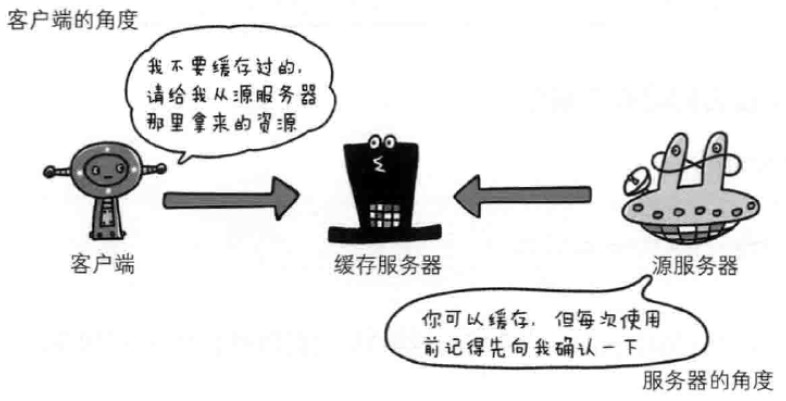 客户端的角度
我不要缓存过的，
请给我从源服务器
那里拿来的资源
客户端
缓存服务器
源服务器
你可以缓存，但每次使用
前记得先向我确认一下
服务器的角度